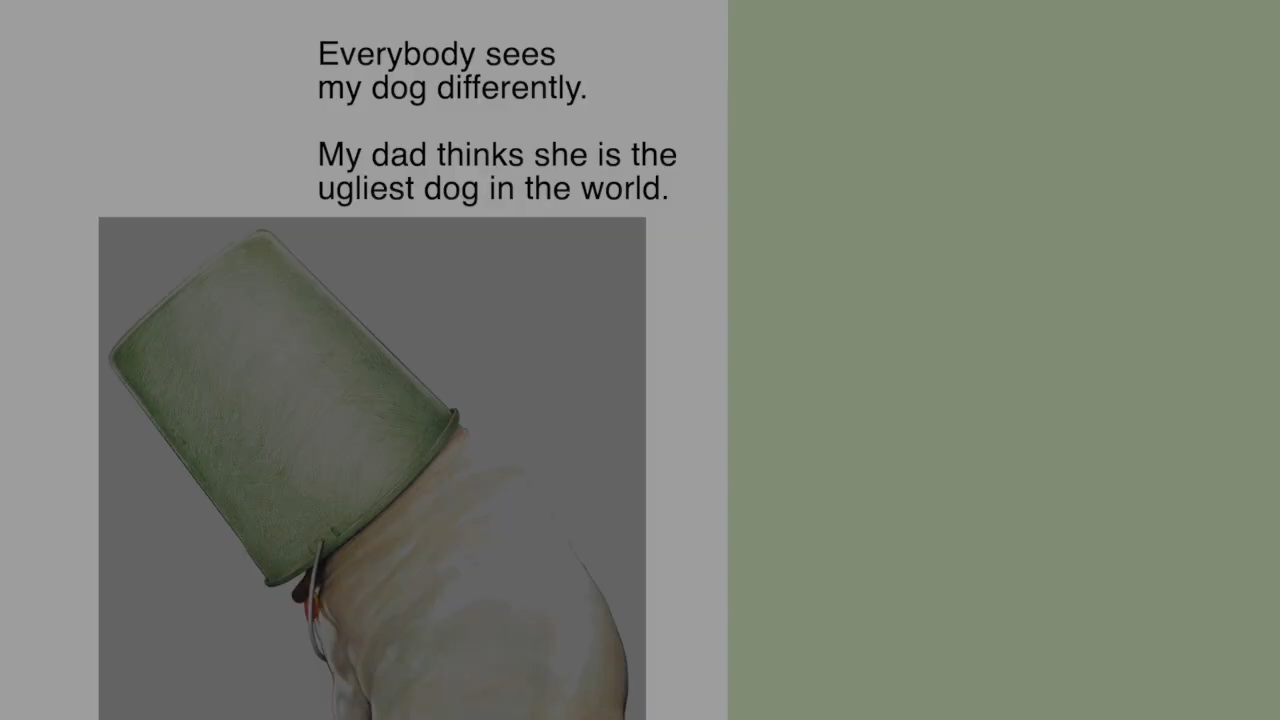 Everybody sees
my dog differently.
My dad thinks she is the
ugliest dog in the world.